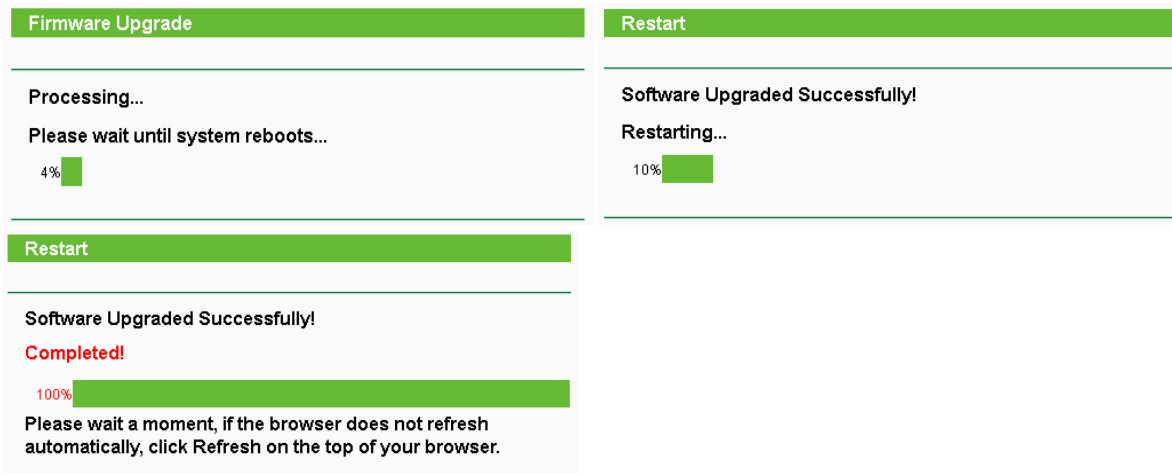 Firmware Upgrade
Processing...
Please wait until system reboots...
4%
Restart
Software Upgraded Successfully!
Restarting...
10%
Restart
Software Upgraded Successfully!
Completed!
100%
Please wait a moment, if the browser does not refresh
automatically, click Refresh on the top of your browser.